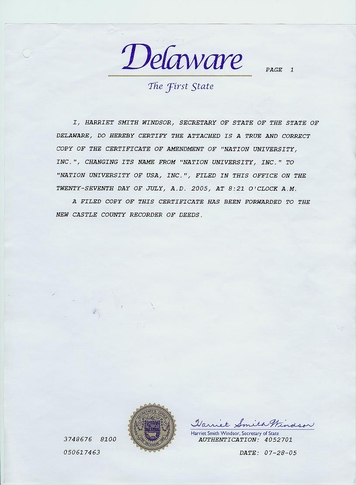 Delaware
PAGE 1
The First State
I, HARRIET SMITH WINDSOR, SECRETARY OF STATE OF THE STATE OF
DELAWARE, DO HEREBY CERTIFY THE ATTACHED IS A TRUE AND CORRECT
COPY OF THE CERTIFICATE OF AMENDMENT OF "NATION UNIVERSITY,
INC.", CHANGING ITS NAME FROM "NATION UNIVERSITY, INC." TO
"NATION UNIVERSITY OF USA, INC.", FILED IN THIS OFFICE ON THE
TWENTY-SEVENTH DAY OF JULY, A.D. 2005, AT 8:21 O'CLOCK A.M.
A FILED COPY OF THIS CERTIFICATE HAS BEEN FORWARDED TO THE
NEW CASTLE COUNTY RECORDER OF DEEDS.
Harriet Smith Windsor
Harriet Smith Windsor, Secretary of State
3748676 8100
AUTHENTICATION: 4052701
050617463
DATE: 07-28-05